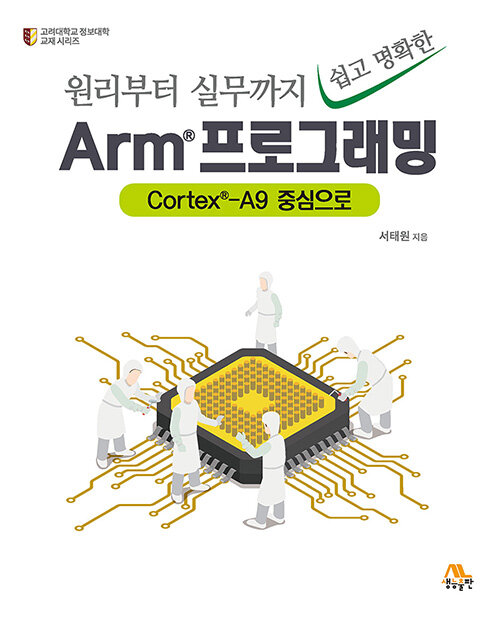 고려대학교 정보대학
교재 시리즈
원리부터 실무까지 쉽고 명확한
Arm® 프로그래밍
Cortex®-A9 중심으로
서태원 지음
생능출판